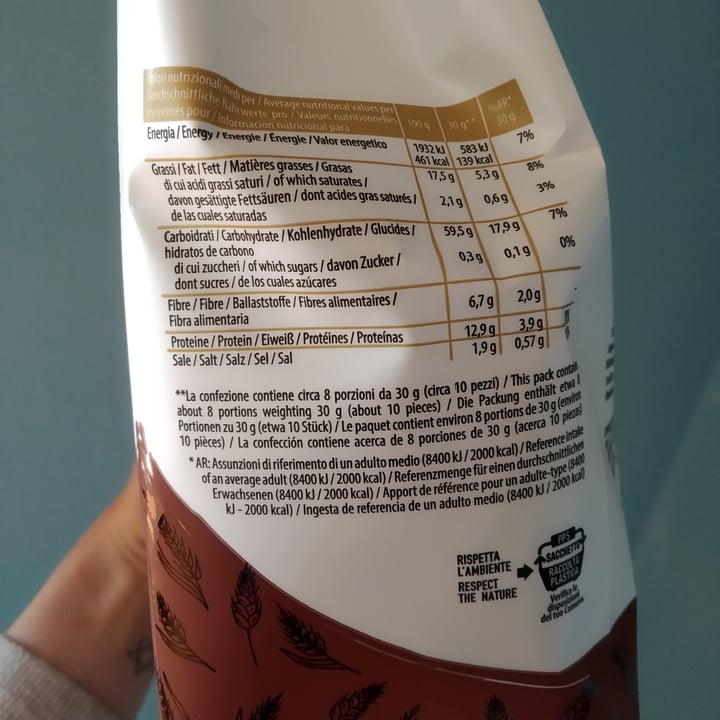 Valori nutrizionali medi per / Average nutritional values per
Durchschnittliche Nährwerte pro / Valeurs nutritionnelles
moyennes pour / Información nutricional para
100 g 30 g** %AR* 30 g
Energia / Energy / Energie / Énergie / Valor energetico
1932 kJ 583 kJ 7%
461 kcal 139 kcal
Grassi / Fat / Fett / Matières grasses / Grasas 17,5 g 5,3 g 8%
di cui acidi grassi saturi / of which saturates /
davon gesättigte Fettsäuren / dont acides gras saturés / 2,1 g 0,6 g 3%
de las cuales saturadas
Carboidrati / Carbohydrate / Kohlenhydrate / Glucides / 59,5 g 17,9 g 7%
hidratos de carbono
di cui zuccheri / of which sugars / davon Zucker / 0,3 g 0,1 g 0%
dont sucres / de los cuales azúcares
Fibre / Fibre / Ballaststoffe / Fibres alimentaires / 6,7 g 2,0 g -
Fibra alimentaria
Proteine / Protein / Eiweiß / Protéines / Proteínas 12,9 g 3,9 g
Sale / Salt / Salz / Sel / Sal 1,9 g 0,57 g
**La confezione contiene circa 8 porzioni da 30 g (circa 10 pezzi) / This pack contains
about 8 portions weighting 30 g (about 10 pieces) / Die Packung enthält etwa 8
Portionen zu 30 g (etwa 10 Stück) / Le paquet contient environ 8 portions de 30 g (environ
10 pièces) / La confección contiene acerca de 8 porciones de 30 g (acerca 10 piezas)
* AR: Assunzioni di riferimento di un adulto medio (8400 kJ / 2000 kcal) / Reference intake
of an average adult (8400 kJ / 2000 kcal) / Referenzmenge für einen durchschnittlichen
Erwachsenen (8400 kJ / 2000 kcal) / Apport de référence pour un adulte-type (8400
kJ - 2000 kcal) / Ingesta de referencia de un adulto medio (8400 kJ / 2000 kcal)
RISPETTA
L'AMBIENTE
RESPECT
THE NATURE
PP5
SACCHETTO
RACCOLTA
PLASTICA
Verifica le
disposizioni
del tuo Comune